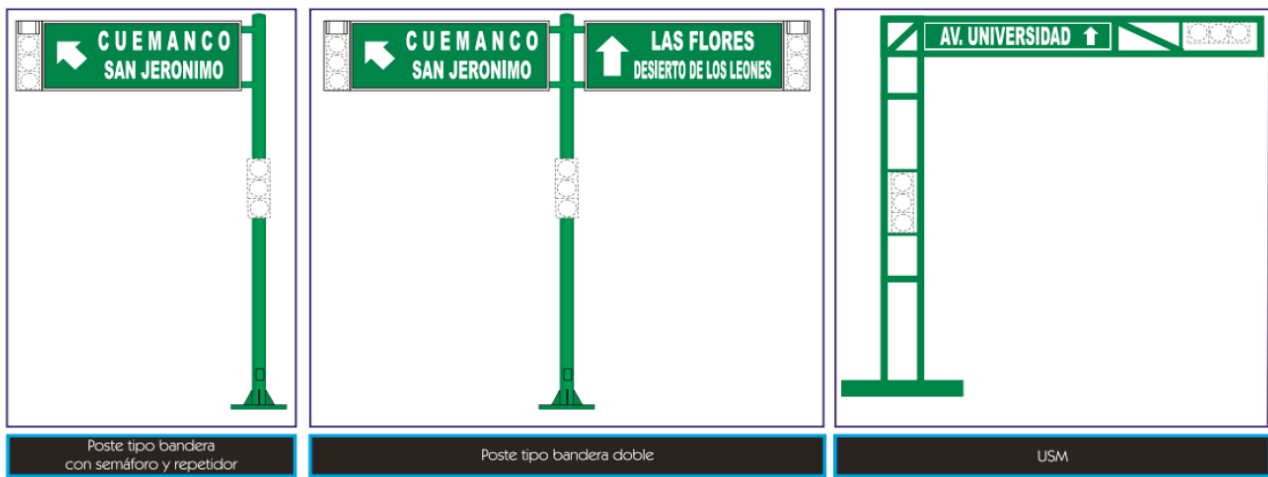 CUEMANCO
SAN JERONIMO
CUEMANCO
SAN JERONIMO
LAS FLORES
DESIERTO DE LOS LEONES
AV. UNIVERSIDAD
Poste tipo bandera
con semáforo y repetidor
Poste tipo bandera doble
USM